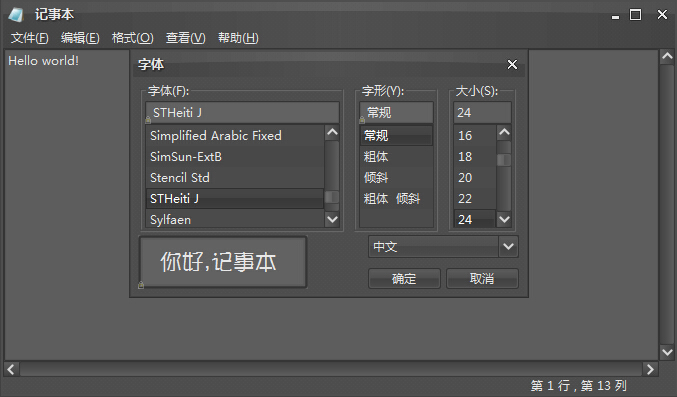 记事本
文件(F) 编辑(E) 格式(O) 查看(V) 帮助(H)
Hello world!
字体
字体(F): 字形(Y): 大小(S):
STHeiti J 常规 24
Simplified Arabic Fixed 常规 16
SimSun-ExtB 粗体 18
Stencil Std 倾斜 20
STHeiti J 粗体 倾斜 22
Sylfaen 24
中文
你好,记事本
确定 取消
第 1 行 , 第 13 列